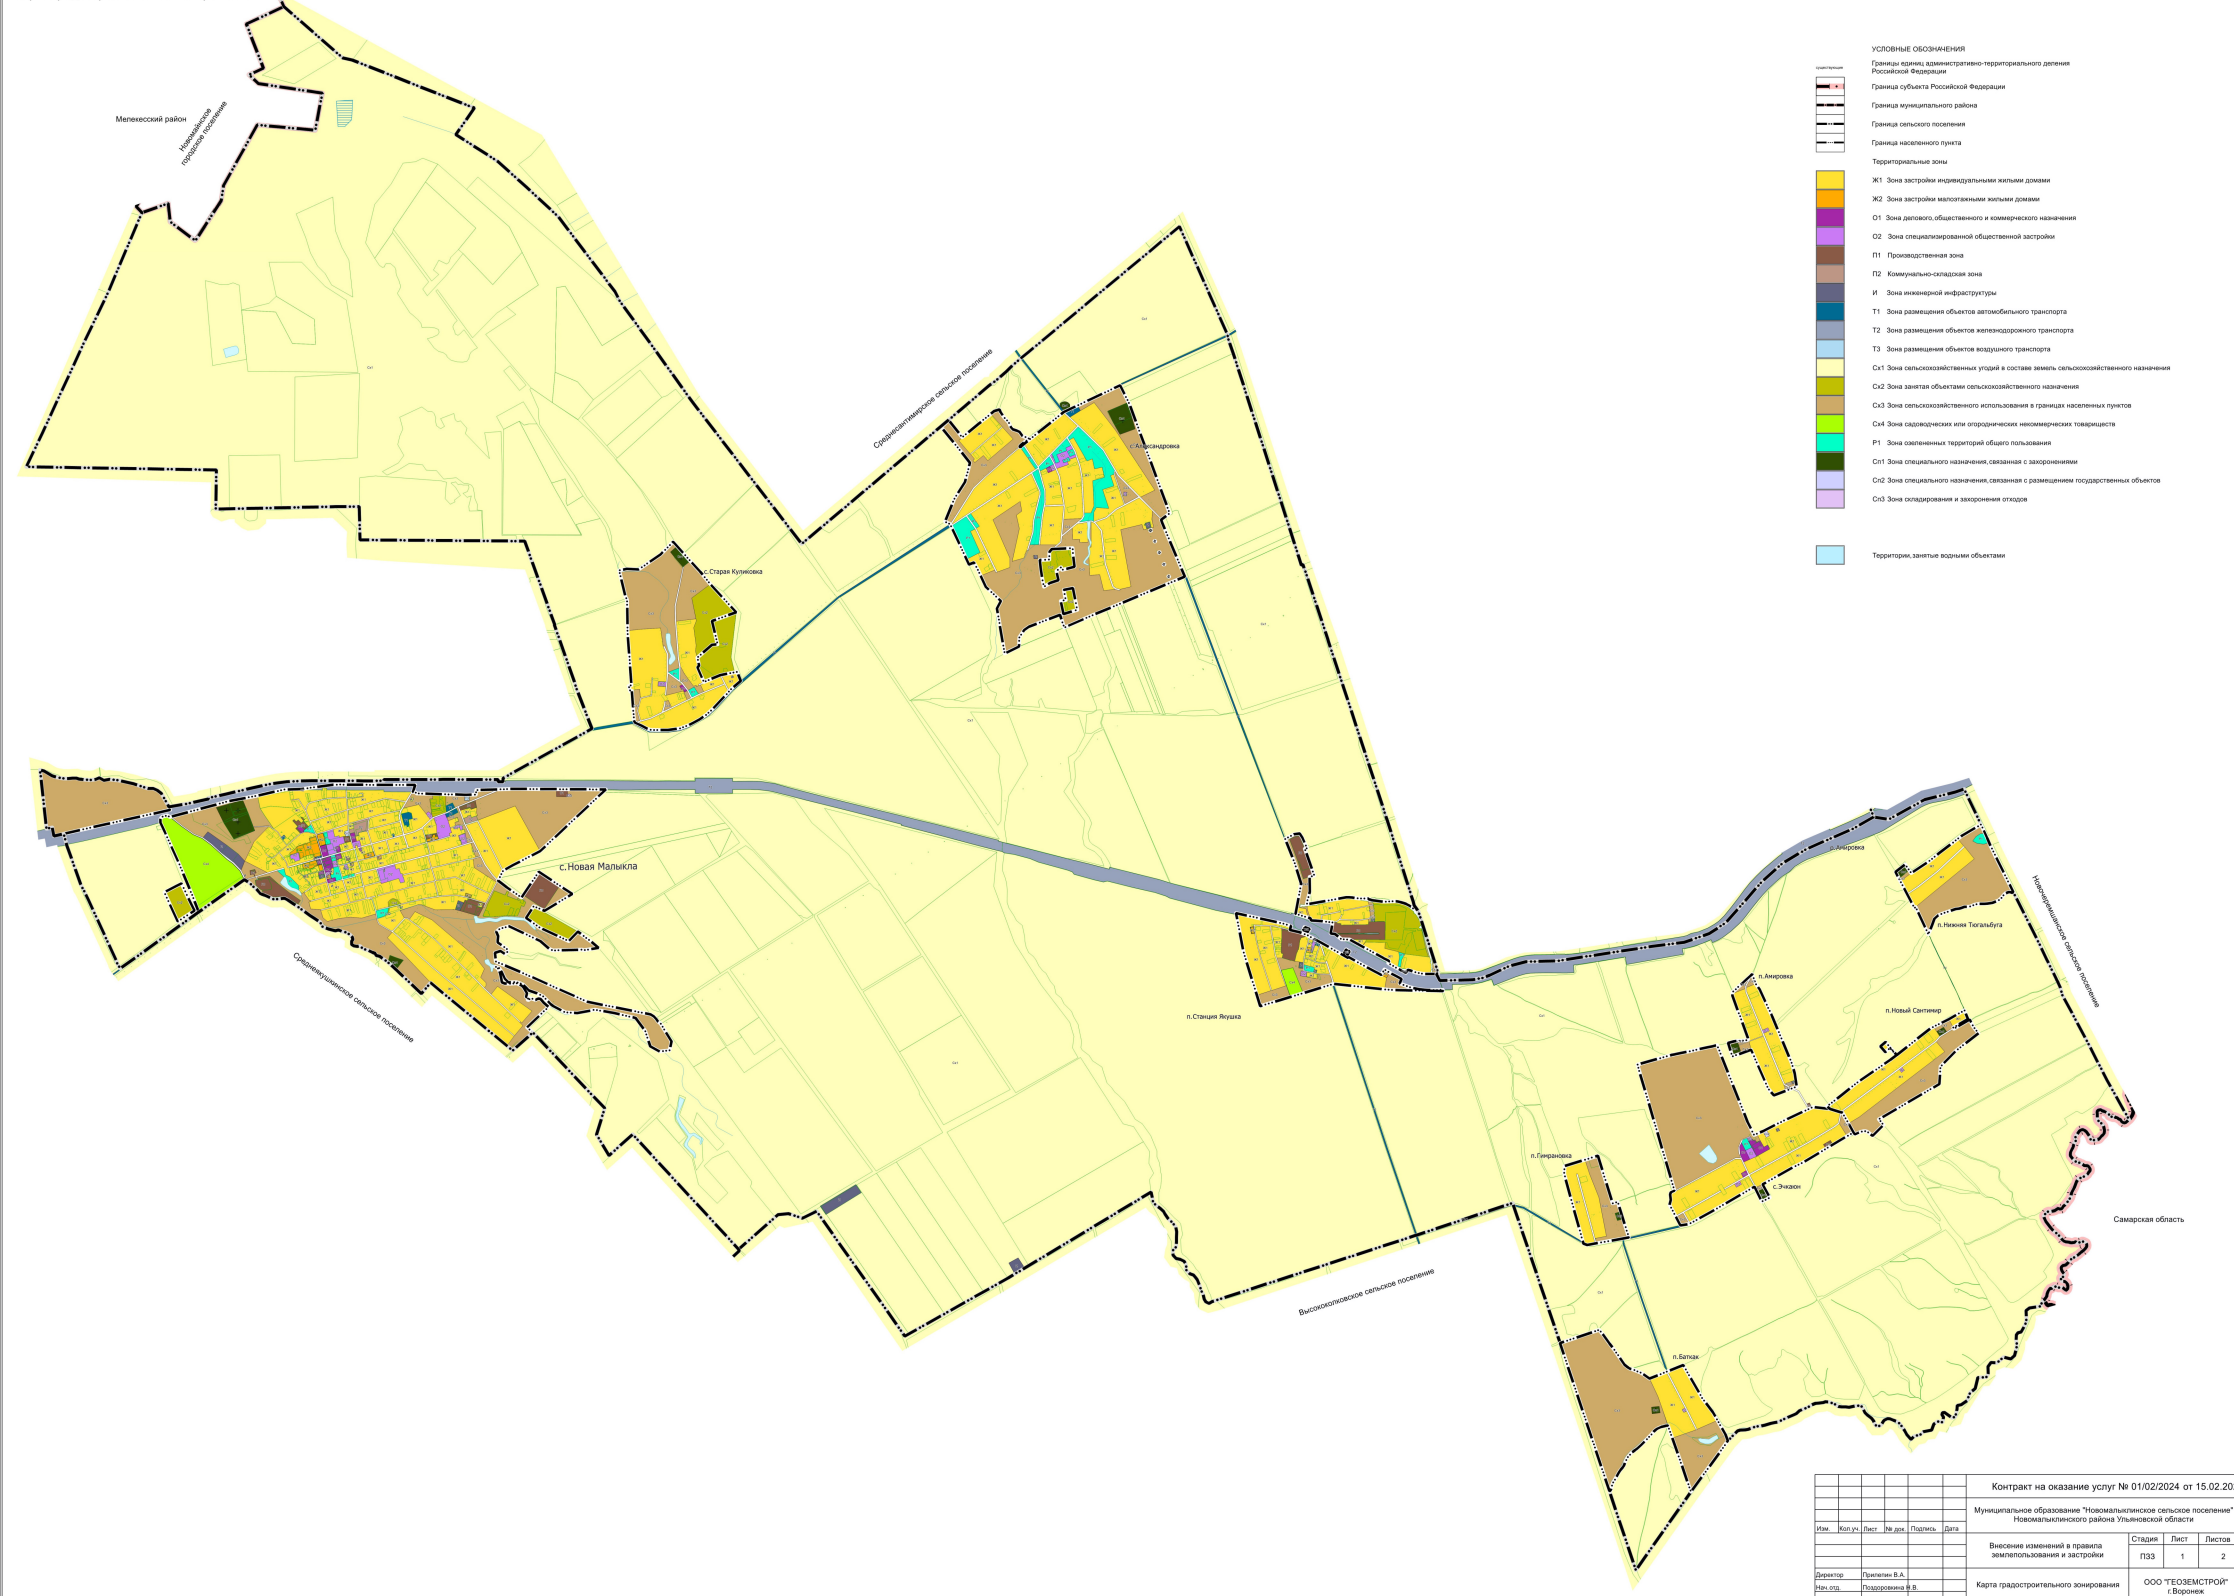 Мелекесский район
Новомайнское
городское поселение
УСЛОВНЫЕ ОБОЗНАЧЕНИЯ
существующие
Границы единиц административно-территориального деления
Российской Федерации
Граница субъекта Российской Федерации
Граница муниципального района
Граница сельского поселения
Граница населенного пункта
Территориальные зоны
Ж1 Зона застройки индивидуальными жилыми домами
Ж2 Зона застройки малоэтажными жилыми домами
О1 Зона делового,общественного и коммерческого назначения
О2 Зона специализированной общественной застройки
П1 Производственная зона
П2 Коммунально-складская зона
И Зона инженерной инфраструктуры
Т1 Зона размещения объектов автомобильного транспорта
Т2 Зона размещения объектов железнодорожного транспорта
Т3 Зона размещения объектов воздушного транспорта
Сх1 Зона сельскохозяйственных угодий в составе земель сельскохозяйственного назначения
Сх2 Зона занятая объектами сельскохозяйственного назначения
Сх3 Зона сельскохозяйственного использования в границах населенных пунктов
Сх4 Зона садоводческих или огороднических некоммерческих товариществ
Р1 Зона озелененных территорий общего пользования
Сп1 Зона специального назначения,связанная с захоронениями
Сп2 Зона специального назначения,связанная с размещением государственных объектов
Сп3 Зона складирования и захоронения отходов
Территории,занятые водными объектами
Среднесантимирское сельское поселение
с.Александровка
с.Старая Куликовка
с.Новая Малыкла
Среднеякушкинское сельское поселение
п.Станция Якушка
п.Амировка
п.Нижняя Тюгальбуга
Новочеремшанское сельское поселение
п.Амировка
п.Новый Сантимир
п.Гимрановка
с.Эчкаюн
Самарская область
Высококолковское сельское поселение
п.Баткак
Контракт на оказание услуг № 01/02/2024 от 15.02.20
Муниципальное образование "Новомалыклинское сельское поселение"
Новомалыклинского района Ульяновской области
Изм. Кол.уч. Лист № док. Подпись Дата
Внесение изменений в правила
землепользования и застройки
Стадия Лист Листов
ПЗЗ 1 2
Директор Прилепин В.А.
Нач.отд. Поздоровкина Н.В.
Карта градостроительного зонирования
ООО "ГЕОЗЕМСТРОЙ"
г.Воронеж